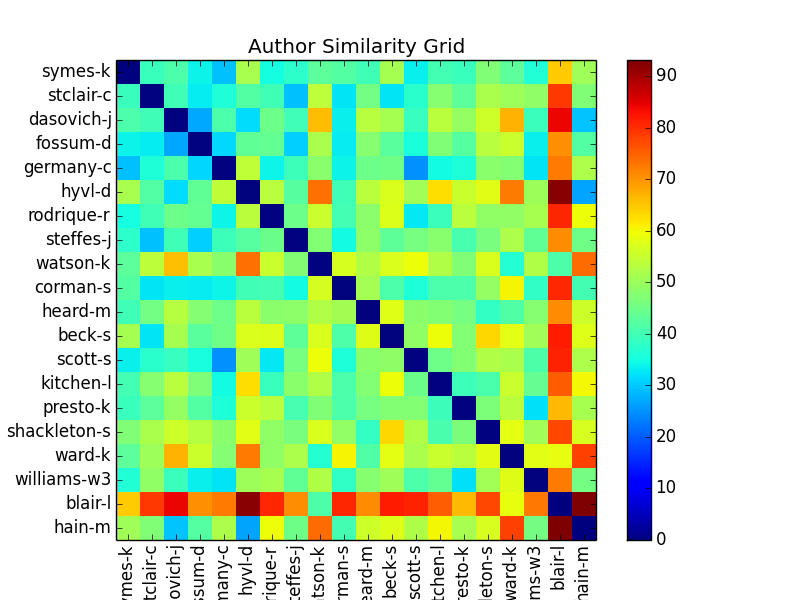 Author Similarity Grid
symes-k
stclair-c
dasovich-j
fossum-d
germany-c
hyvl-d
rodrique-r
steffes-j
watson-k
corman-s
heard-m
beck-s
scott-s
kitchen-l
presto-k
shackleton-s
ward-k
williams-w3
blair-l
hain-m
ymes-k
tclair-c
ovich-j
ssum-d
many-c
hyvl-d
rique-r
teffes-j
tson-k
rman-s
eard-m
beck-s
scott-s
tchen-l
resto-k
leton-s
ward-k
ms-w3
blair-l
hain-m
90
80
70
60
50
40
30
20
10
0